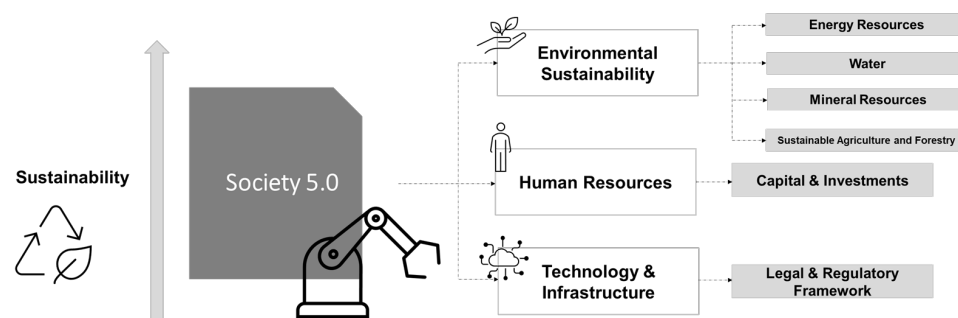 Sustainability
Society 5.0
Environmental
Sustainability
Human Resources
Technology &
Infrastructure
Energy Resources
Water
Mineral Resources
Sustainable Agriculture and Forestry
Capital & Investments
Legal & Regulatory
Framework